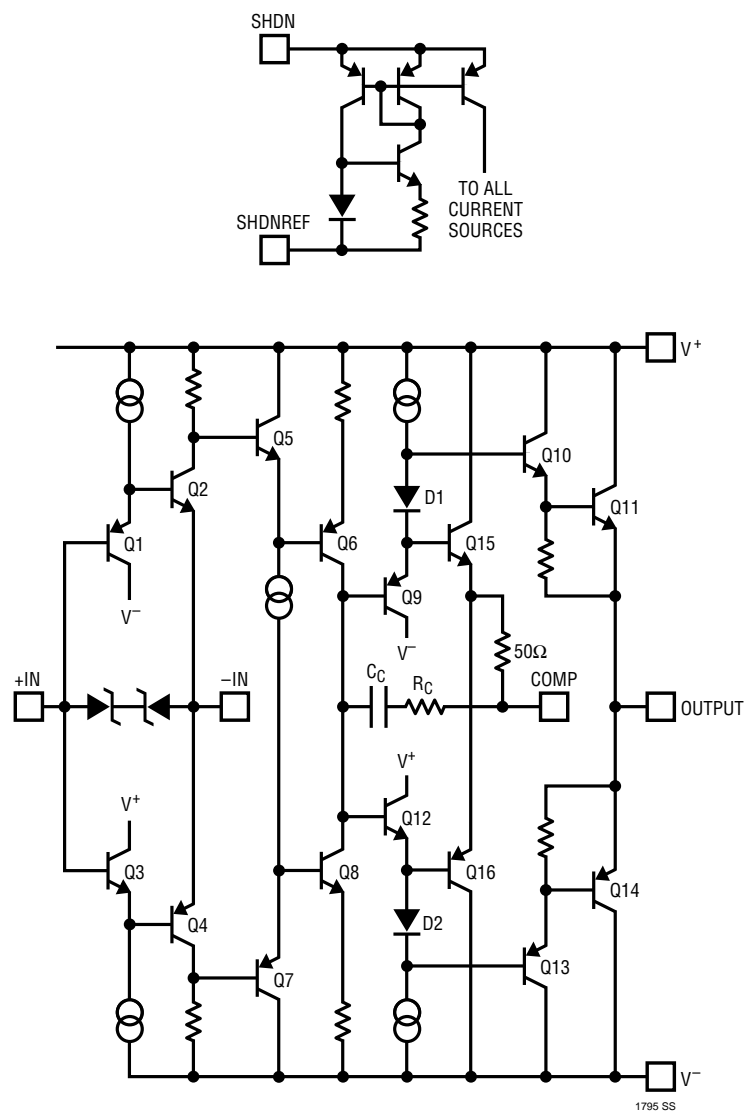 SHDN
TO ALL
CURRENT
SOURCES
SHDNREF
V+
Q5
Q10
Q2
D1
Q11
Q1
Q6
Q15
Q9
V−
V−
50Ω
CC
RC
+IN
−IN
COMP
OUTPUT
V+
V+
Q12
Q3
Q8
Q16
Q14
Q4
D2
Q7
Q13
V−
1795 SS